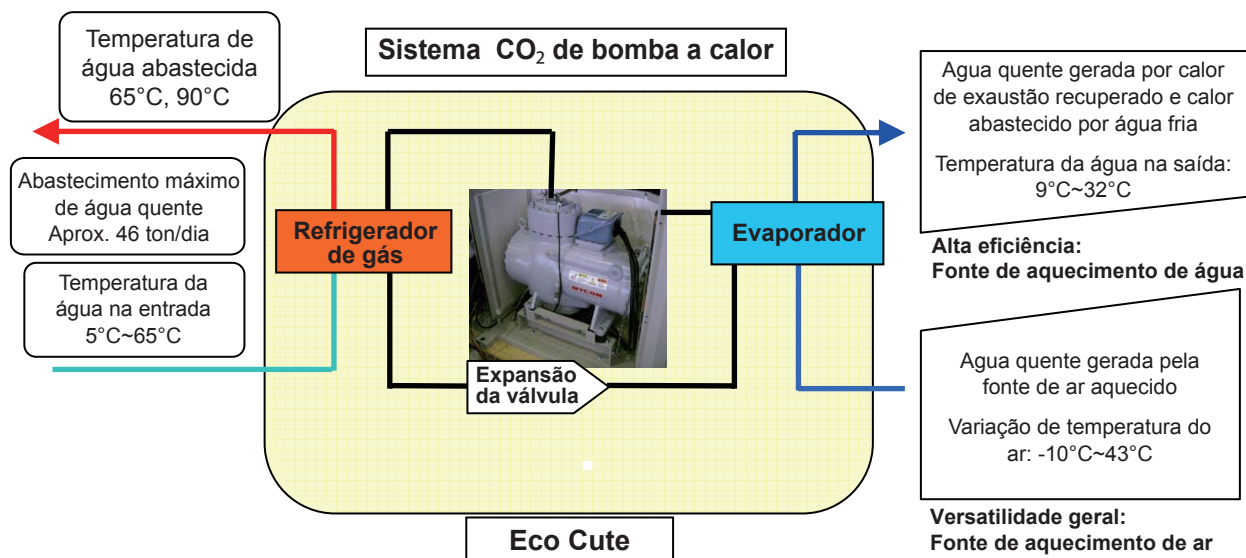 Sistema CO₂ de bomba a calor
Temperatura de
água abastecida
65°C, 90°C
Abastecimento máximo
de água quente
Aprox. 46 ton/dia
Temperatura da
água na entrada
5°C~65°C
Refrigerador
de gás
MYCOM
Expansão
da válvula
Evaporador
Eco Cute
Agua quente gerada por calor
de exaustão recuperado e calor
abastecido por água fria
Temperatura da água na saída:
9°C~32°C
Alta eficiência:
Fonte de aquecimento de água
Agua quente gerada pela
fonte de ar aquecido
Variação de temperatura do
ar: -10°C~43°C
Versatilidade geral:
Fonte de aquecimento de ar